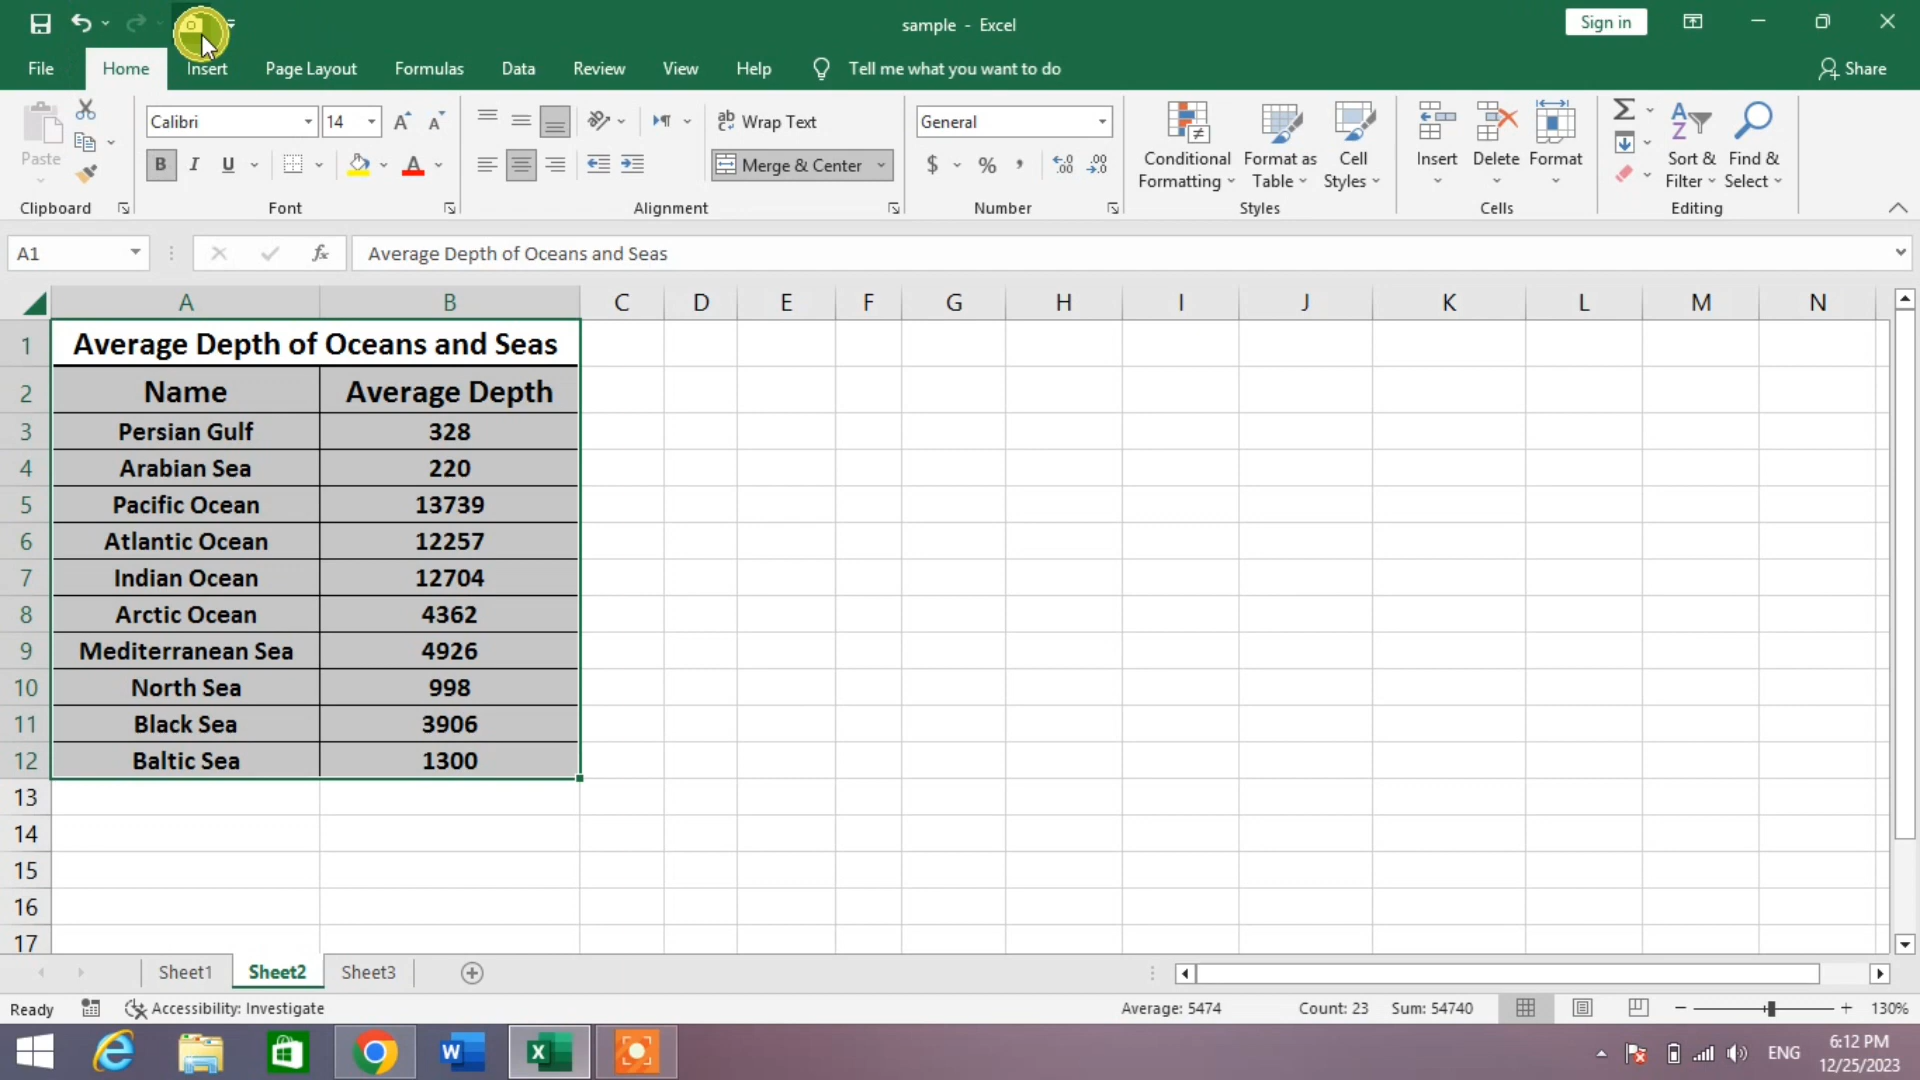 sample - Excel
Sign in
File Home Insert Page Layout Formulas Data Review View Help Tell me what you want to do Share
Paste
Clipboard
Calibri 14
B I U A
Font
Wrap Text
Merge & Center
Alignment
General
$ % ,
Number
Conditional Formatting
Format as Table
Cell Styles
Styles
Insert Delete Format
Cells
Sort & Filter
Find & Select
Editing
A1 fx Average Depth of Oceans and Seas
A B C D E F G H I J K L M N
1 Average Depth of Oceans and Seas
2 Name Average Depth
3 Persian Gulf 328
4 Arabian Sea 220
5 Pacific Ocean 13739
6 Atlantic Ocean 12257
7 Indian Ocean 12704
8 Arctic Ocean 4362
9 Mediterranean Sea 4926
10 North Sea 998
11 Black Sea 3906
12 Baltic Sea 1300
13
14
15
16
17
Sheet1 Sheet2 Sheet3
Ready Accessibility: Investigate Average: 5474 Count: 23 Sum: 54740 130%
ENG 6:12 PM
12/25/2023